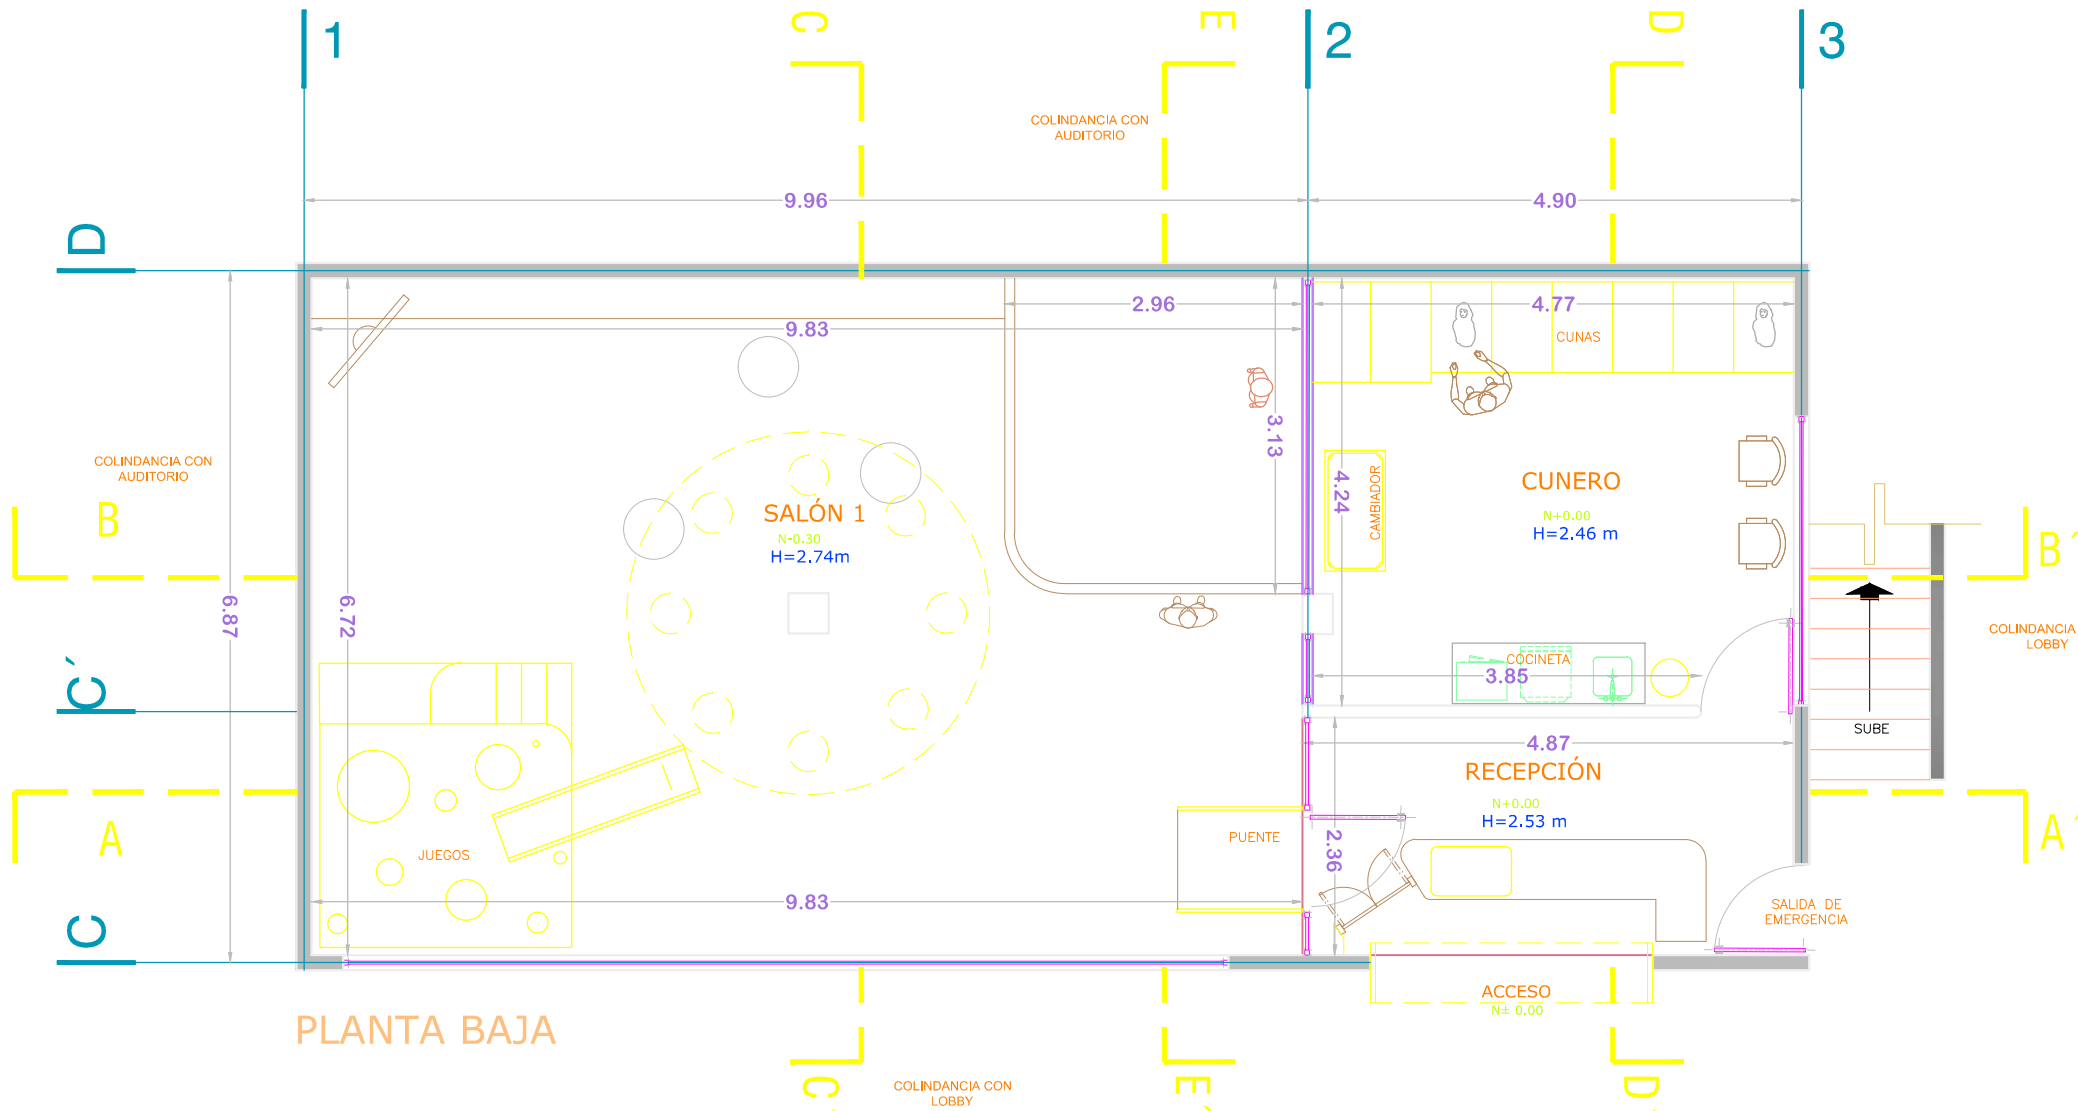 1
C
E
2
D
3
COLINDANCIA CON
AUDITORIO
9.96
4.90
D
2.96
4.77
9.83
CUNAS
3.13
COLINDANCIA CON
AUDITORIO
4.24
CAMBIADOR
CUNERO
N+0.00
H=2.46 m
SALÓN 1
N-0.30
H=2.74m
B
B´
6.87
6.72
COLINDANCIA
LOBBY
C´
COCINETA
3.85
SUBE
4.87
RECEPCIÓN
N+0.00
H=2.53 m
A
A´
PUENTE
2.36
JUEGOS
9.83
SALIDA DE
EMERGENCIA
C
ACCESO
N± 0.00
PLANTA BAJA
C´
E´
D´
COLINDANCIA CON
LOBBY